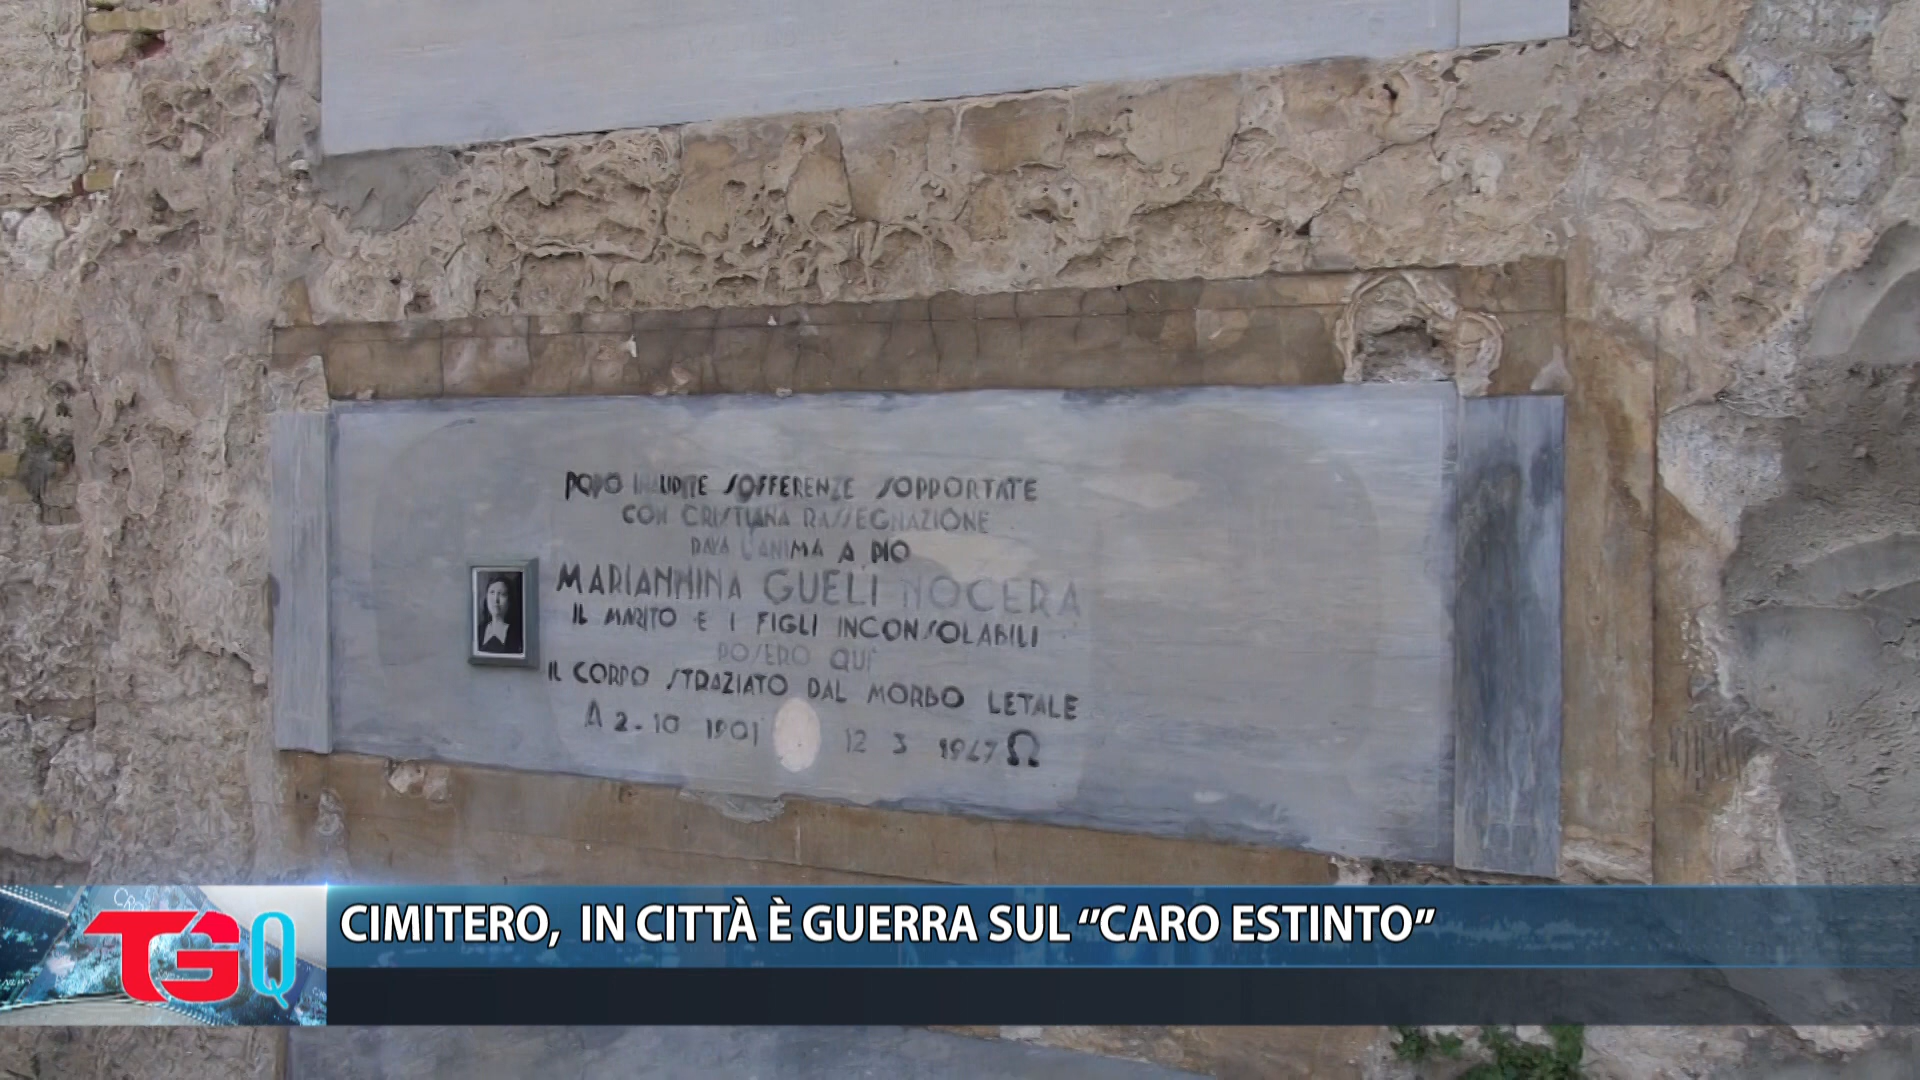 DOPO INAUDITE SOFFERENZE SOPPORTATE
CON CRISTIANA RASSEGNAZIONE
DAVA L'ANIMA A DIO
MARIANNINA GUELI NOCERA
IL MARITO E I FIGLI INCONSOLABILI
POSERO QUI
IL CORPO STRAZIATO DAL MORBO LETALE
A 2-10 1901 12 3 1947 Ω
TGQ
CIMITERO, IN CITTÀ È GUERRA SUL “CARO ESTINTO”